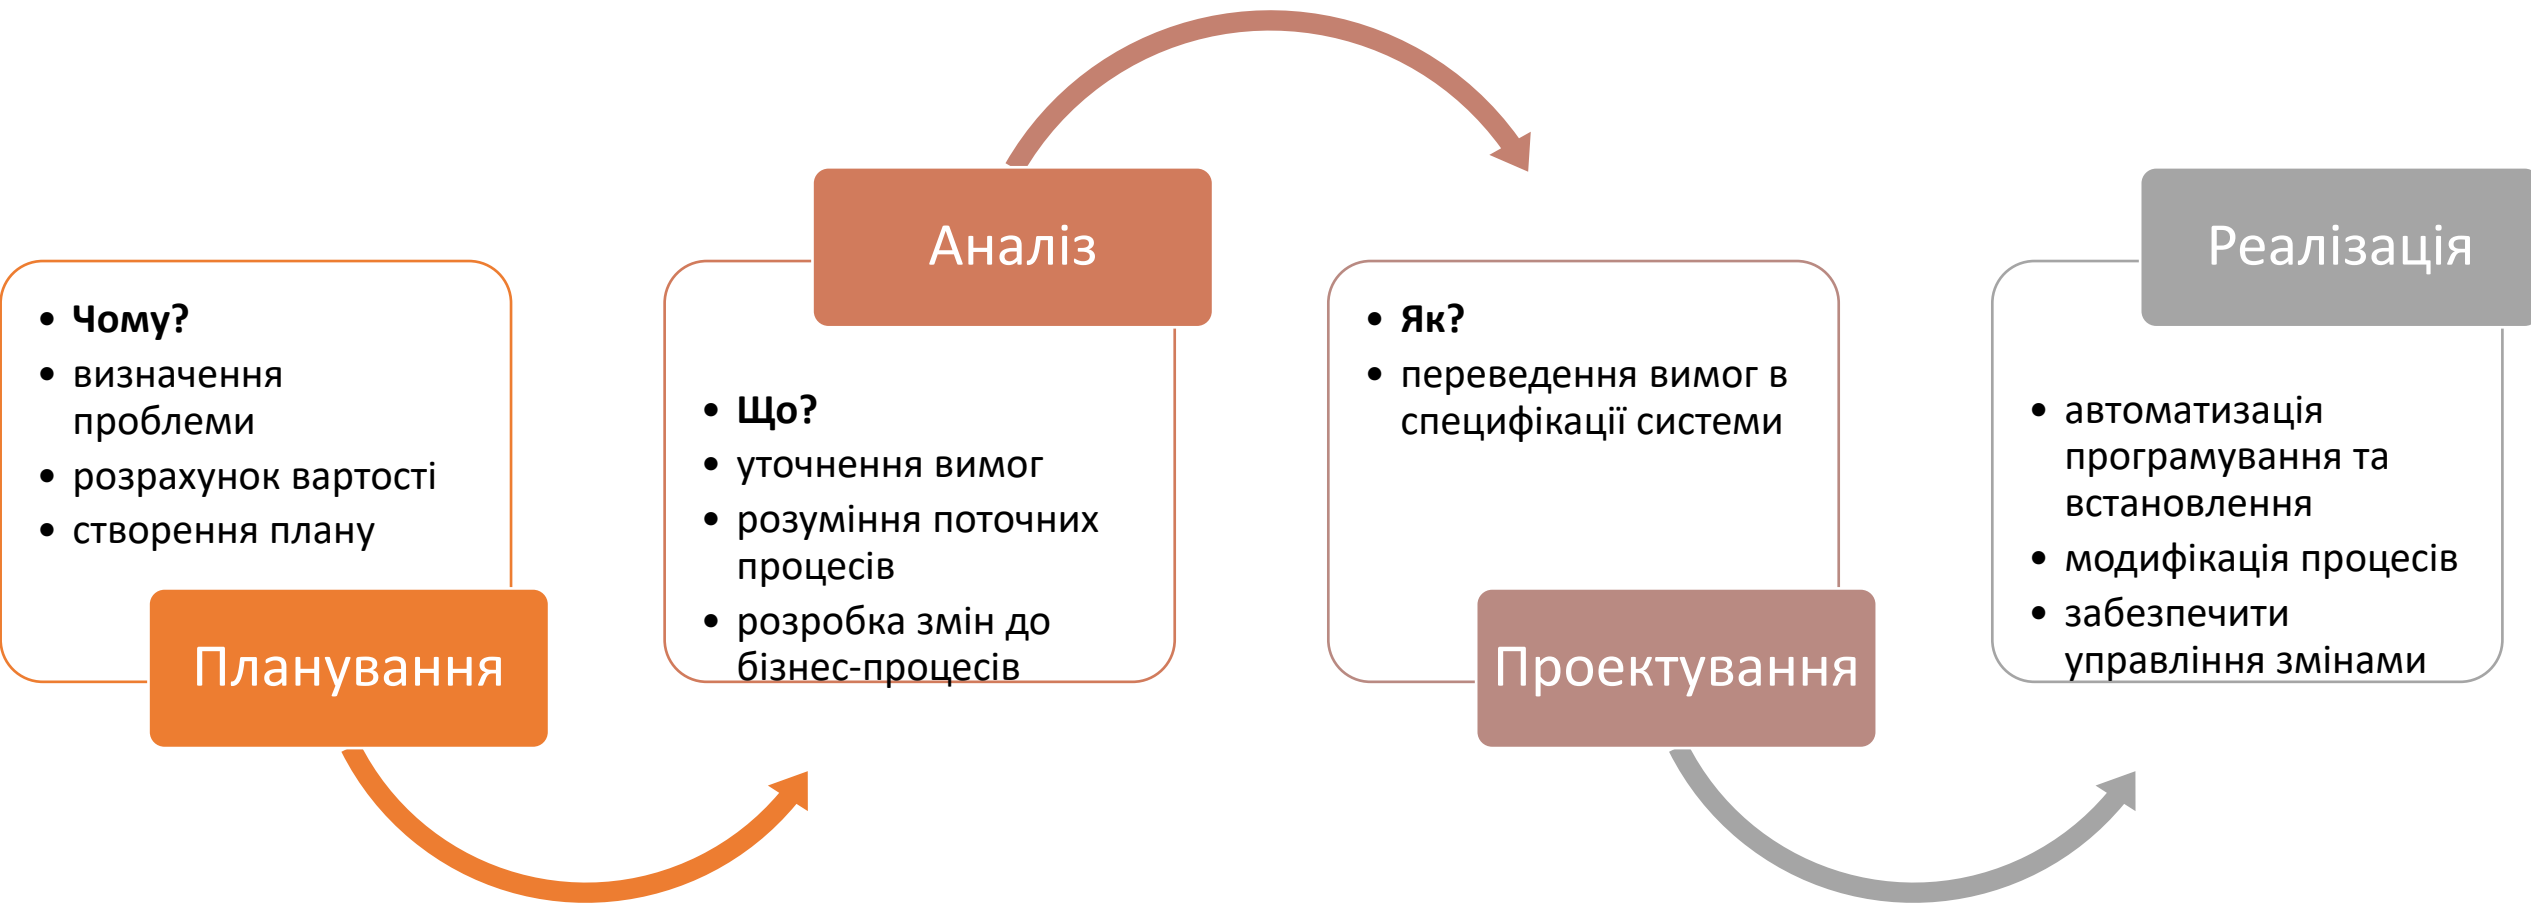 • Чому?
• визначення
проблеми
• розрахунок вартості
• створення плану
Планування
Аналіз
• Що?
• уточнення вимог
• розуміння поточних
процесів
• розробка змін до
бізнес-процесів
• Як?
• переведення вимог в
специфікації системи
Проектування
Реалізація
• автоматизація
програмування та
встановлення
• модифікація процесів
• забезпечити
управління змінами